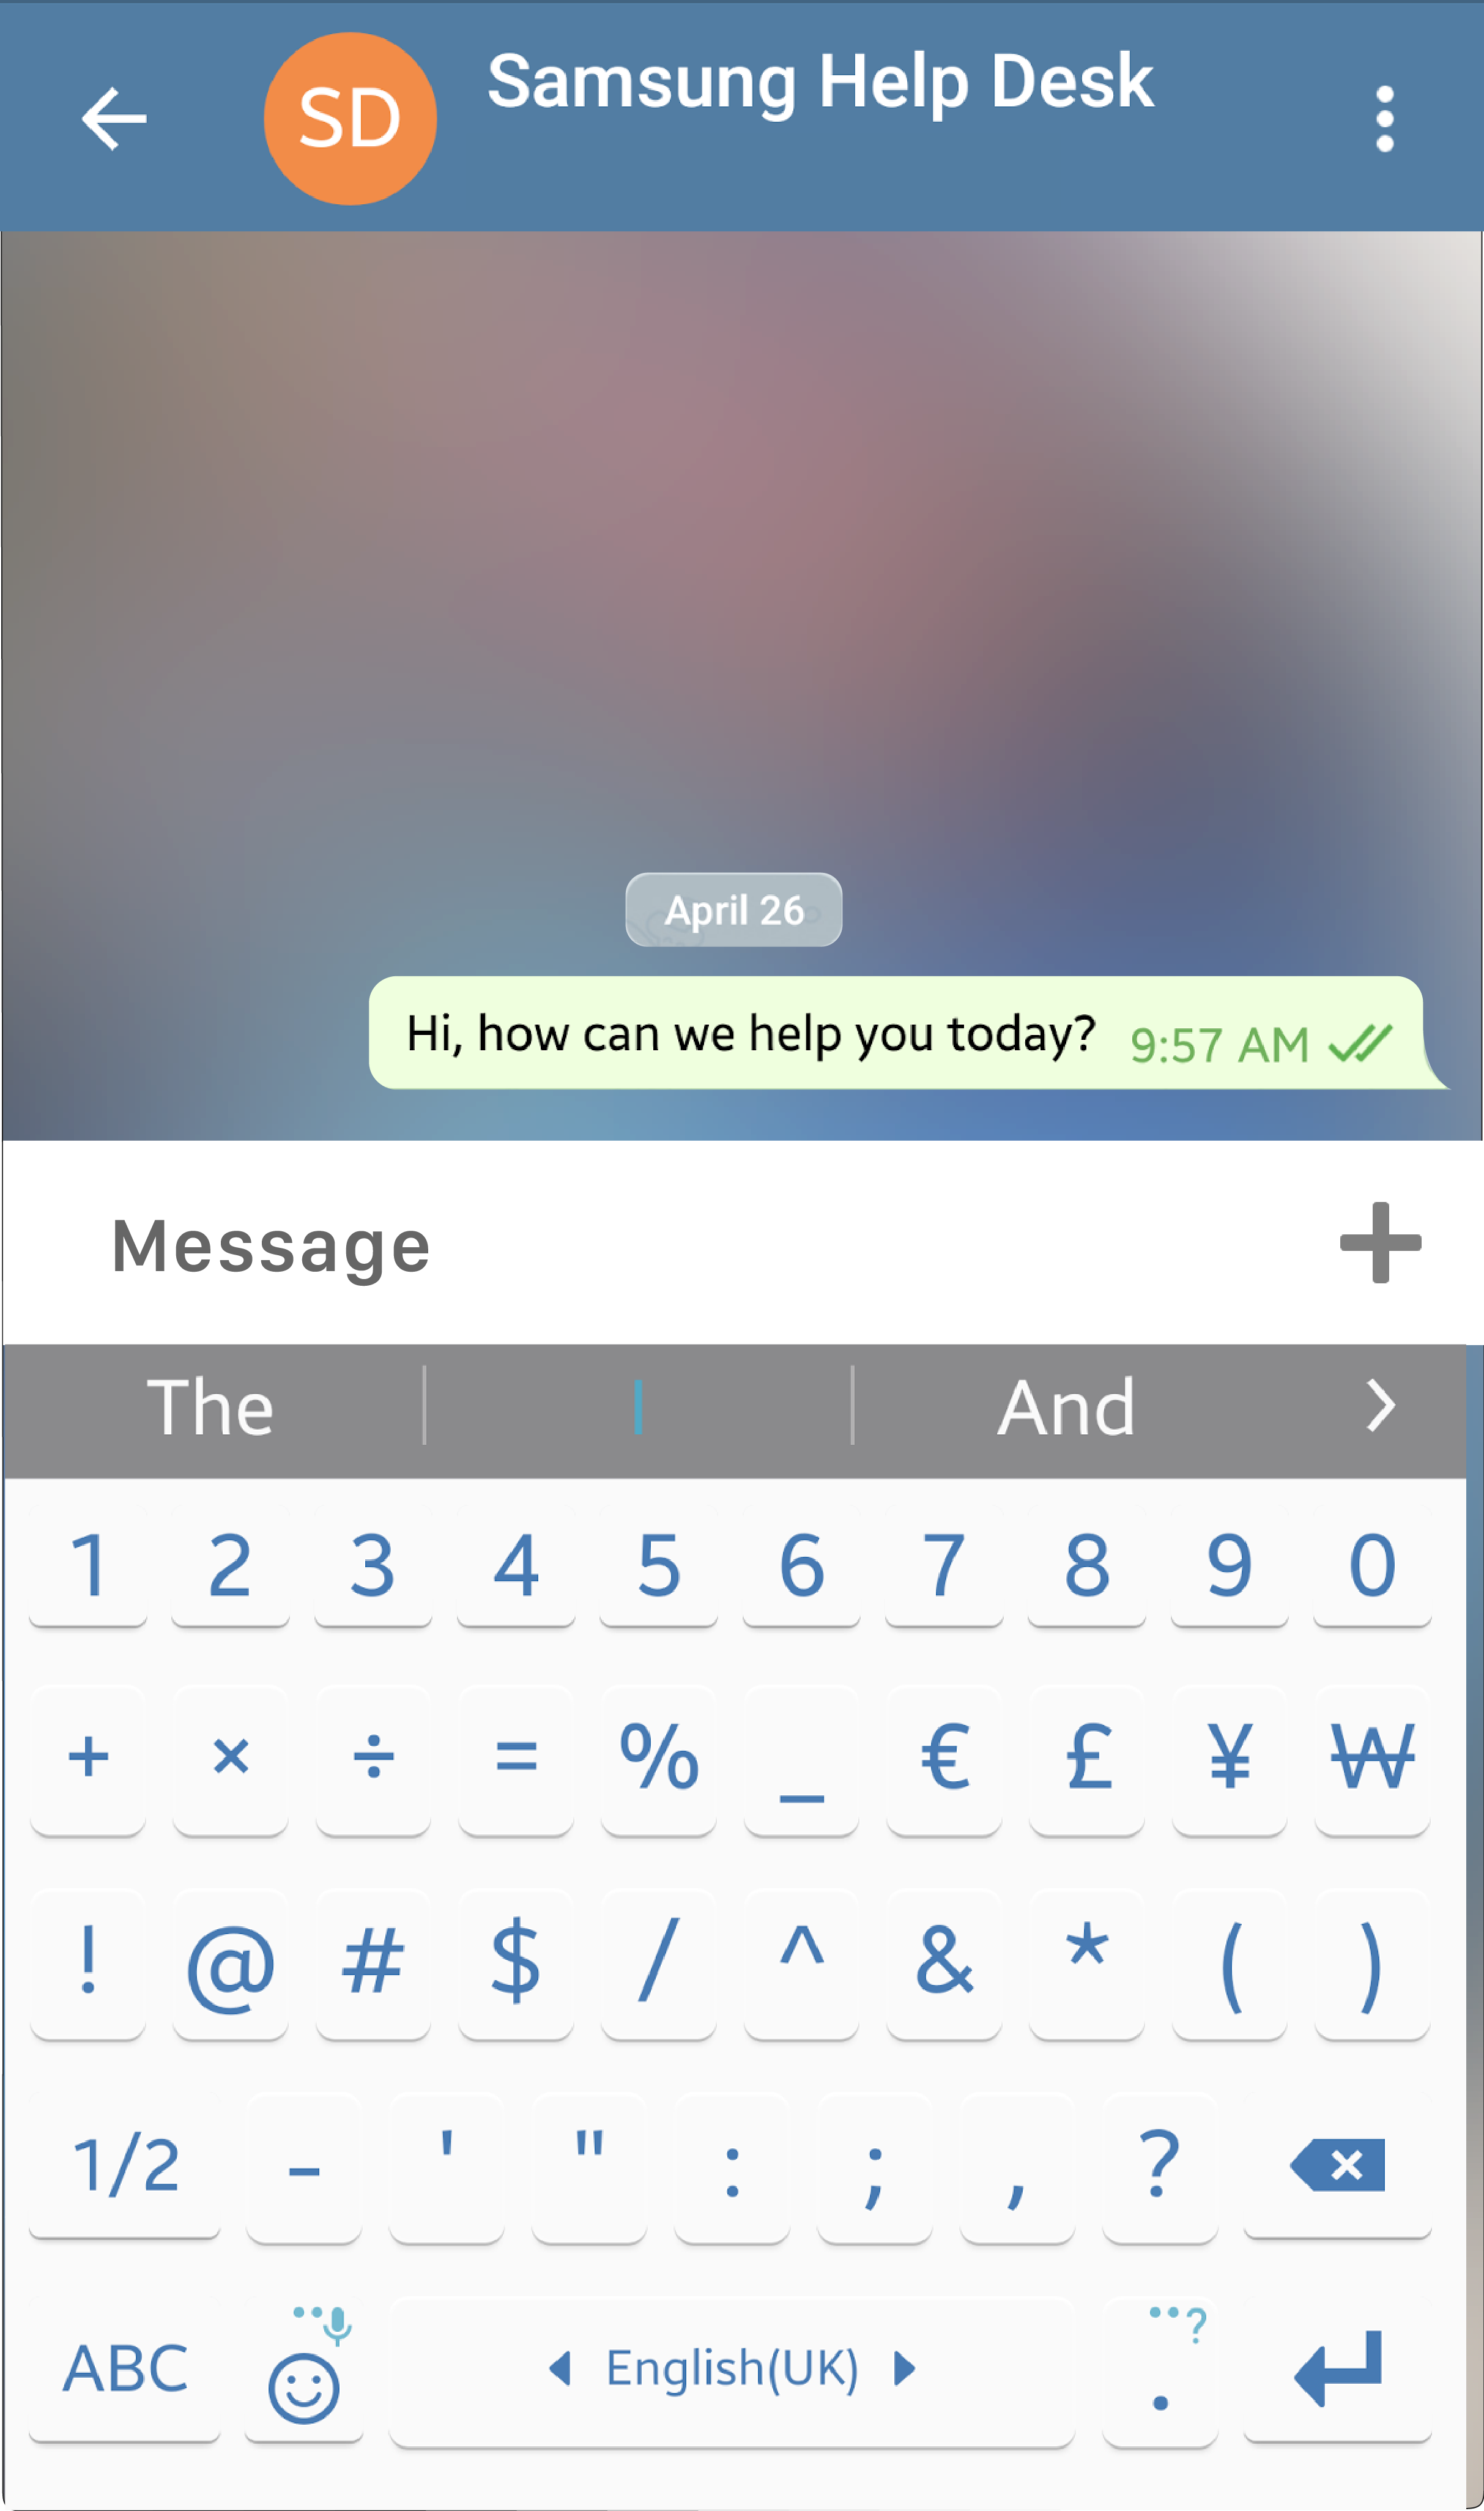 SD
Samsung Help Desk
April 26
Hi, how can we help you today? 9:57 AM
Message
The I And
1 2 3 4 5 6 7 8 9 0
+ × ÷ = % _ € £ ¥ ₩
! @ # $ / ^ & * ( )
1/2 - ' " : ; , ?
ABC English(UK) . ?